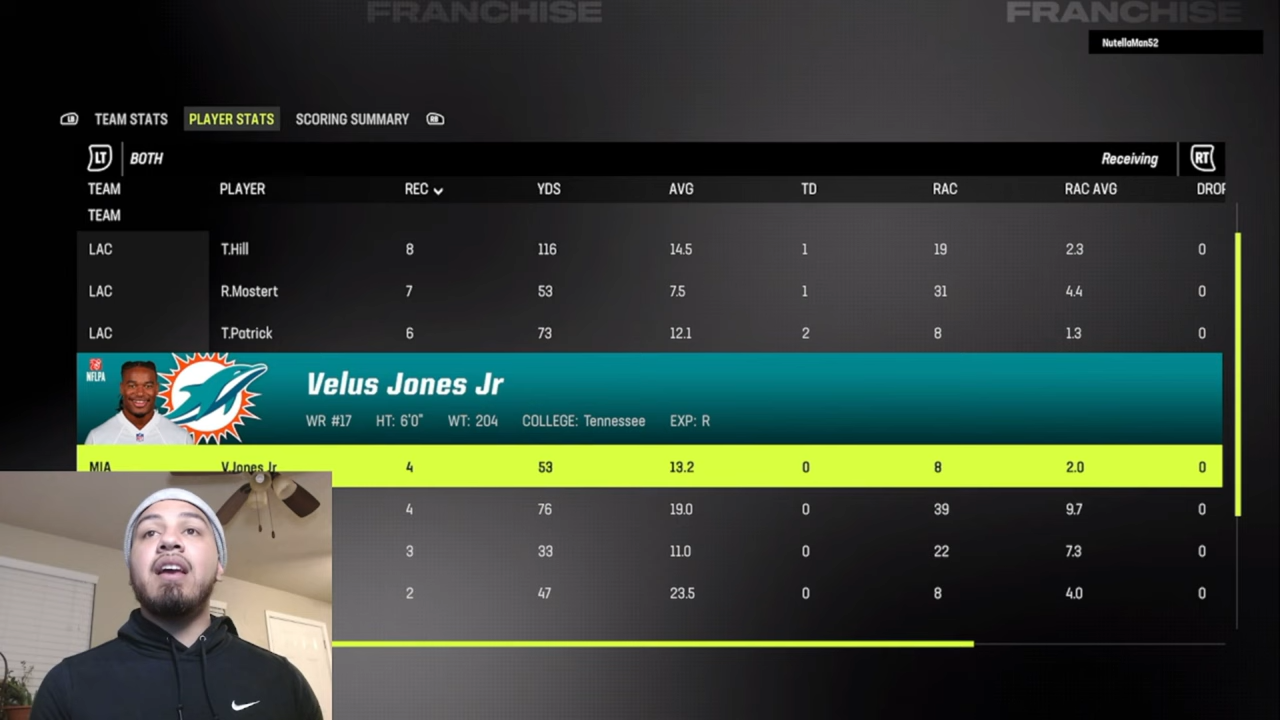 FRANCHISE FRANCHISE
NutellaMan52
LB TEAM STATS PLAYER STATS SCORING SUMMARY RB
LT BOTH Receiving RT
TEAM PLAYER REC YDS AVG TD RAC RAC AVG DROP
TEAM
LAC T.Hill 8 116 14.5 1 19 2.3 0
LAC R.Mostert 7 53 7.5 1 31 4.4 0
LAC T.Patrick 6 73 12.1 2 8 1.3 0
NFLPA
Velus Jones Jr
WR #17 HT: 6'0" WT: 204 COLLEGE: Tennessee EXP: R
MIA V.Jones Jr 4 53 13.2 0 8 2.0 0
4 76 19.0 0 39 9.7 0
3 33 11.0 0 22 7.3 0
2 47 23.5 0 8 4.0 0